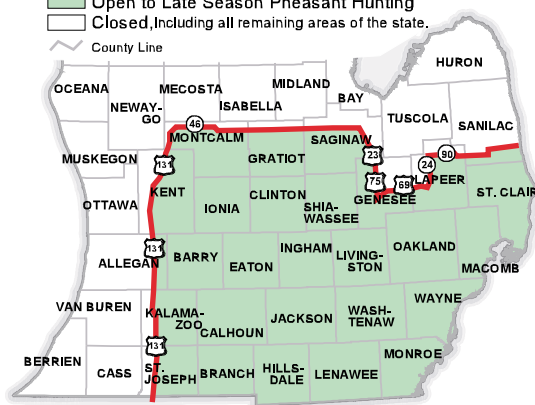 Open to Late Season Pheasant Hunting
Closed, Including all remaining areas of the state.
County Line
HURON
OCEANA
MECOSTA
MIDLAND
NEWAY-
GO
ISABELLA
BAY
TUSCOLA
SANILAC
46
MONTCALM
SAGINAW
MUSKEGON
131
GRATIOT
23
24
90
KENT
CLINTON
75
69
LAPEER
GENESEE
ST. CLAIR
OTTAWA
IONIA
SHIA-
WASSEE
131
ALLEGAN
BARRY
EATON
INGHAM
LIVING-
STON
OAKLAND
MACOMB
VAN BUREN
KALAMA-
ZOO
CALHOUN
JACKSON
WASH-
TENAW
WAYNE
131
BERRIEN
CASS
ST.
JOSEPH
BRANCH
HILLS-
DALE
LENAWEE
MONROE